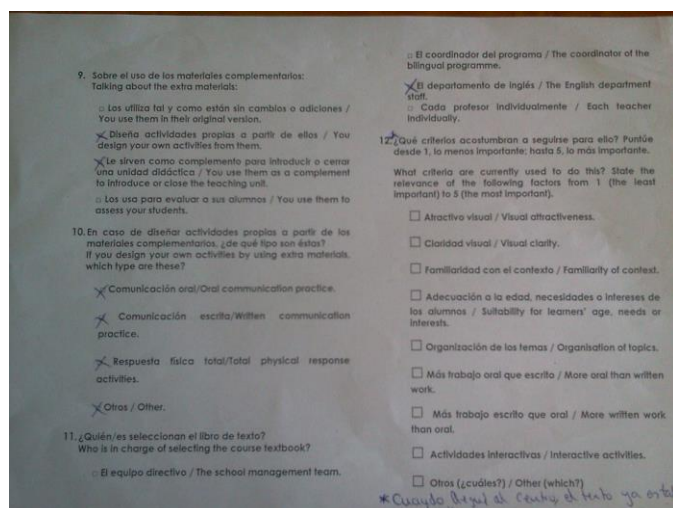 9. Sobre el uso de los materiales complementarios:
Talking about the extra materials:
□ Los utiliza tal y como están sin cambios o adiciones /
You use them in their original version.
Diseña actividades propias a partir de ellos / You
design your own activities from them.
Le sirven como complemento para introducir o cerrar
una unidad didáctica / You use them as a complement
to introduce or close the teaching unit.
□ Los usa para evaluar a sus alumnos / You use them to
assess your students.
10. En caso de diseñar actividades propias a partir de los
materiales complementarios, ¿de qué tipo son éstas?
If you design your own activities by using extra materials,
which type are these?
Comunicación oral/Oral communication practice.
Comunicación escrita/Written communication
practice.
Respuesta física total/Total physical response
activities.
Otros / Other.
11. ¿Quién/es seleccionan el libro de texto?
Who is in charge of selecting the course textbook?
□ El equipo directivo / The school management team.
□ El coordinador del programa / The coordinator of the
bilingual programme.
El departamento de inglés / The English department
staff.
□ Cada profesor individualmente / Each teacher
individually.
12. ¿Qué criterios acostumbran a seguirse para ello? Puntúe
desde 1, lo menos importante; hasta 5, lo más importante.
What criteria are currently used to do this? State the
relevance of the following factors from 1 (the least
important) to 5 (the most important).
□ Atractivo visual / Visual attractiveness.
□ Claridad visual / Visual clarity.
□ Familiaridad con el contexto / Familiarity of context.
□ Adecuación a la edad, necesidades o intereses de
los alumnos / Suitability for learners' age, needs or
interests.
□ Organización de los temas / Organisation of topics.
□ Más trabajo oral que escrito / More oral than written
work.
□ Más trabajo escrito que oral / More written work
than oral.
□ Actividades interactivas / Interactive activities.
□ Otros (¿cuáles?) / Other (which?)
* Cuando llegué al centro, el texto ya